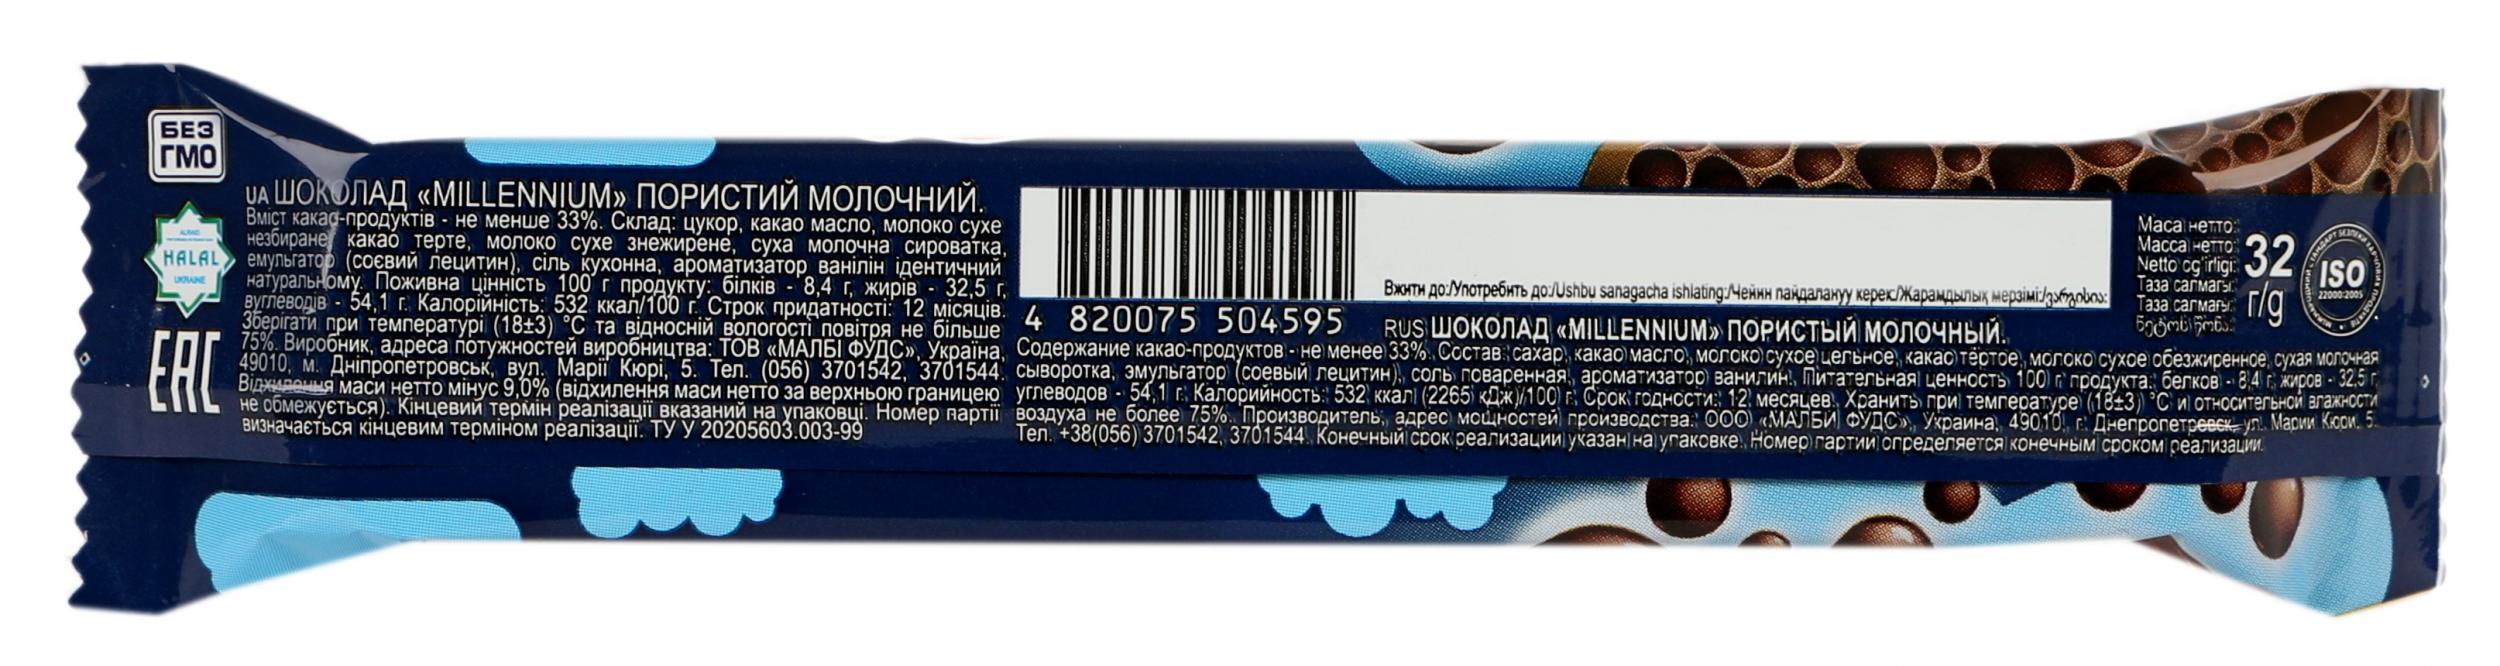 БЕЗ
ГМО
HALAL
UKRAINE
EAC
UA ШОКОЛАД «MILLENNIUM» ПОРИСТИЙ МОЛОЧНИЙ.
Вміст какао-продуктів - не менше 33%. Склад: цукор, какао масло, молоко сухе
незбиране, какао терте, молоко сухе знежирене, суха молочна сироватка,
емульгатор (соєвий лецитин), сіль кухонна, ароматизатор ванілін ідентичний
натуральному. Поживна цінність 100 г продукту: білків - 8,4 г, жирів - 32,5 г,
вуглеводів - 54,1 г. Калорійність: 532 ккал/100 г. Строк придатності: 12 місяців.
Зберігати при температурі (18±3) °С та відносній вологості повітря не більше
75%. Виробник, адреса потужностей виробництва: ТОВ «МАЛБІ ФУДС», Україна,
49010, м. Дніпропетровськ, вул. Марії Кюрі, 5. Тел. (056) 3701542, 3701544.
Відхилення маси нетто мінус 9,0% (відхилення маси нетто за верхньою границею
не обмежується). Кінцевий термін реалізації вказаний на упаковці. Номер партії
визначається кінцевим терміном реалізації. ТУ У 20205603.003-99
Вжити до:/Употребить до:/Ushbu sanagacha ishlating:/Чейин пайдалануу керек:/Жарамдылық мерзімі:/ვარგისია:
4 820075 504595
RUS ШОКОЛАД «MILLENNIUM» ПОРИСТЫЙ МОЛОЧНЫЙ.
Содержание какао-продуктов - не менее 33%. Состав: сахар, какао масло, молоко сухое цельное, какао тёртое, молоко сухое обезжиренное, сухая молочная
сыворотка, эмульгатор (соевый лецитин), соль поваренная, ароматизатор ванилин. Питательная ценность 100 г продукта: белков - 8,4 г, жиров - 32,5 г,
углеводов - 54,1 г. Калорийность: 532 ккал (2265 кДж)/100 г. Срок годности: 12 месяцев. Хранить при температуре (18±3) °С и относительной влажности
воздуха не более 75%. Производитель, адрес мощностей производства: ООО «МАЛБИ ФУДС», Украина, 49010, г. Днепропетровск, ул. Марии Кюри, 5.
Тел. +38(056) 3701542, 3701544. Конечный срок реализации указан на упаковке. Номер партии определяется конечным сроком реализации.
Маса нетто:
Масса нетто:
Netto og'irligi:
Таза салмагы:
Таза салмағы:
ნეტოს წონა:
32
г/g
ISO
22000:2005